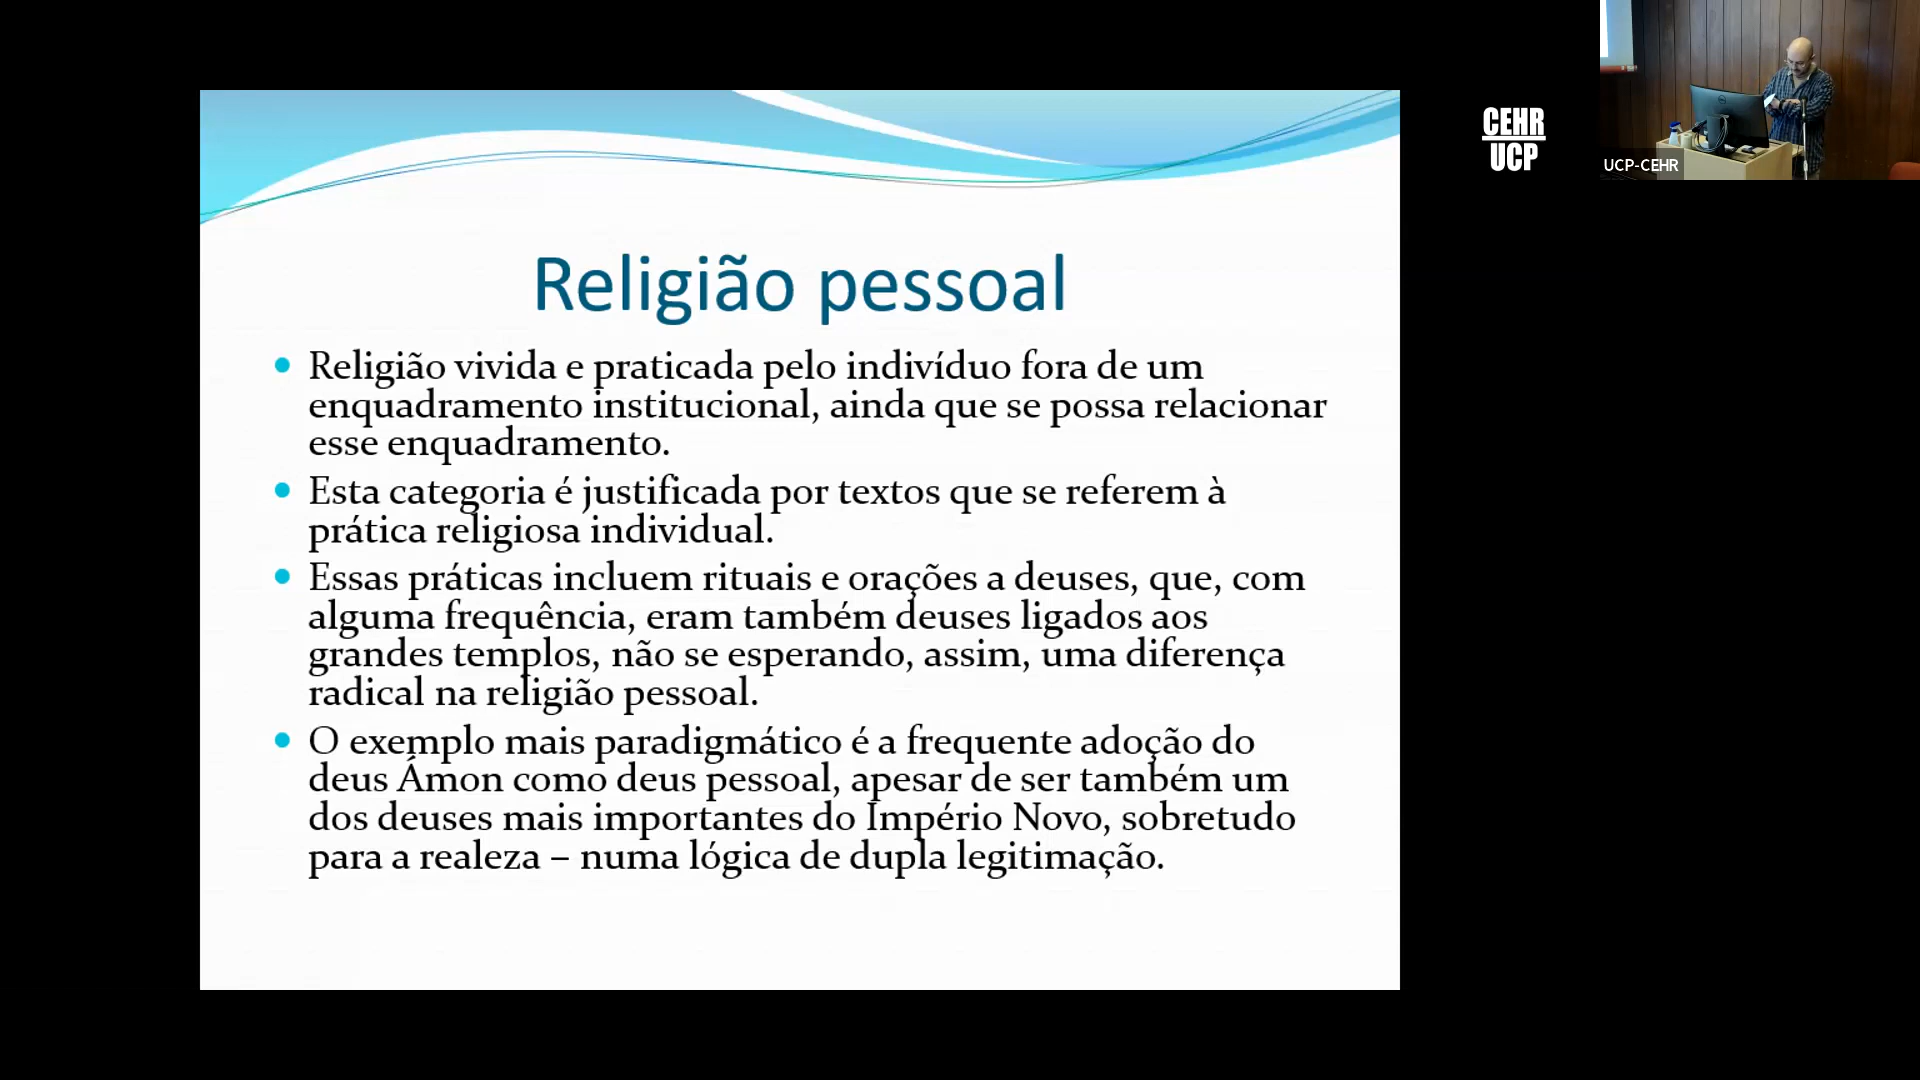 CEHR
UCP
UCP-CEHR
Religião pessoal
• Religião vivida e praticada pelo indivíduo fora de um
enquadramento institucional, ainda que se possa relacionar
esse enquadramento.
• Esta categoria é justificada por textos que se referem à
prática religiosa individual.
• Essas práticas incluem rituais e orações a deuses, que, com
alguma frequência, eram também deuses ligados aos
grandes templos, não se esperando, assim, uma diferença
radical na religião pessoal.
• O exemplo mais paradigmático é a frequente adoção do
deus Ámon como deus pessoal, apesar de ser também um
dos deuses mais importantes do Império Novo, sobretudo
para a realeza – numa lógica de dupla legitimação.